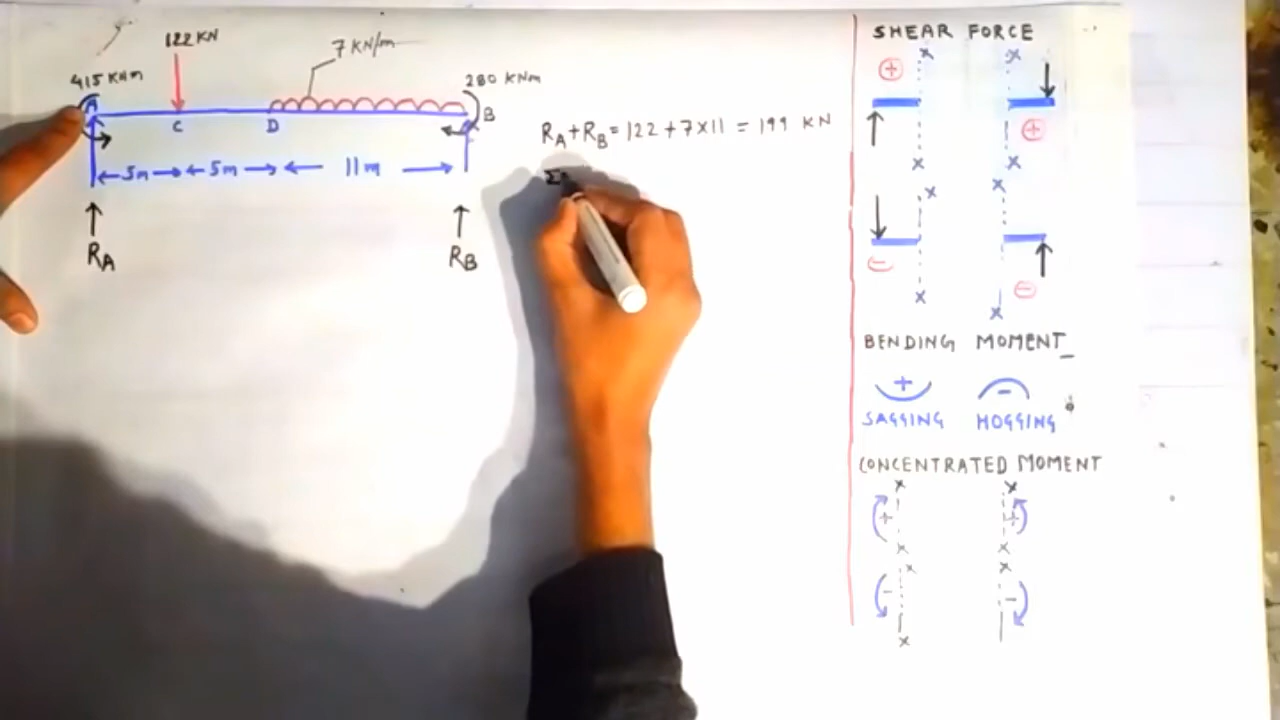 122 KN
7 KN/m
415 KNm
280 KNm
A
B
C
D
5m
11m
RA
RB
RA+RB = 122 + 7×11 = 199 KN
SHEAR FORCE
+
+
−
−
BENDING MOMENT
+
−
SAGGING
HOGGING
CONCENTRATED MOMENT
+
+
−
−